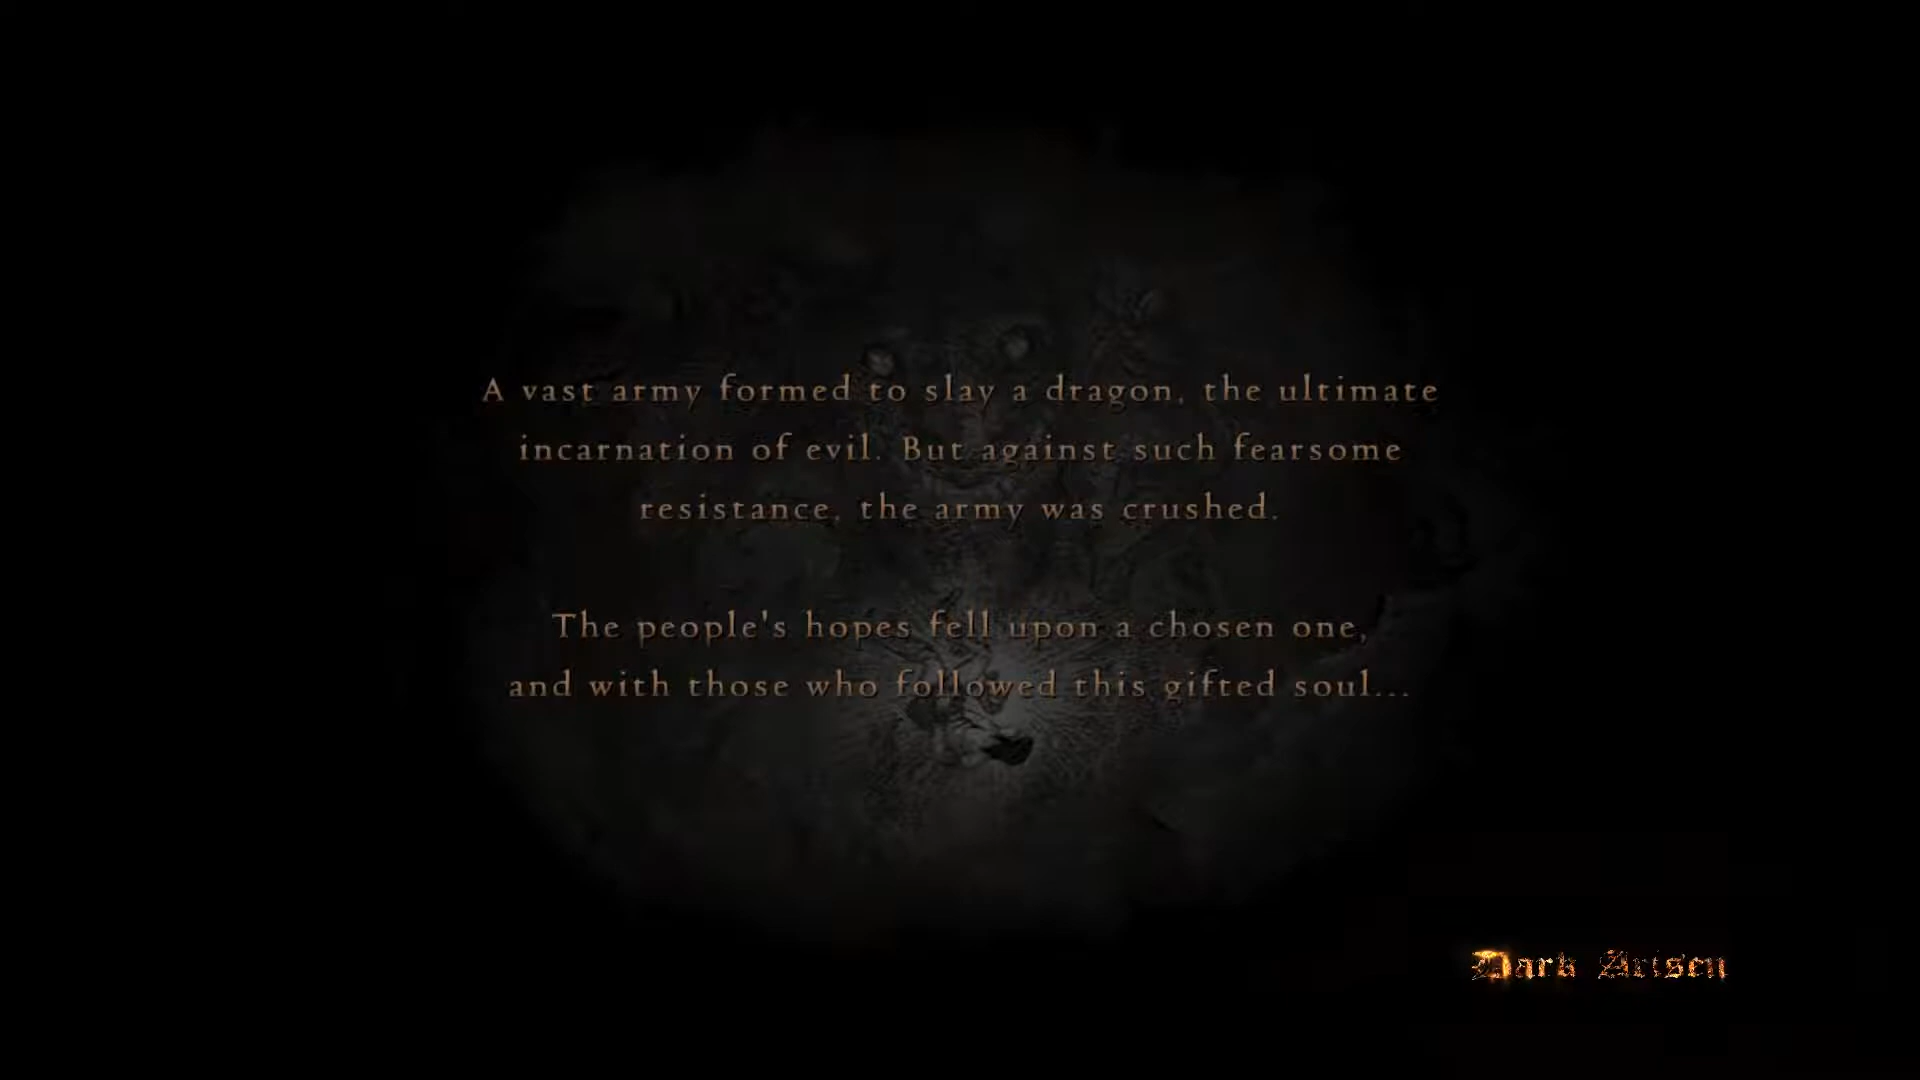 A vast army formed to slay a dragon, the ultimate
incarnation of evil. But against such fearsome
resistance, the army was crushed.
The people's hopes fell upon a chosen one,
and with those who followed this gifted soul...
Dark Arisen